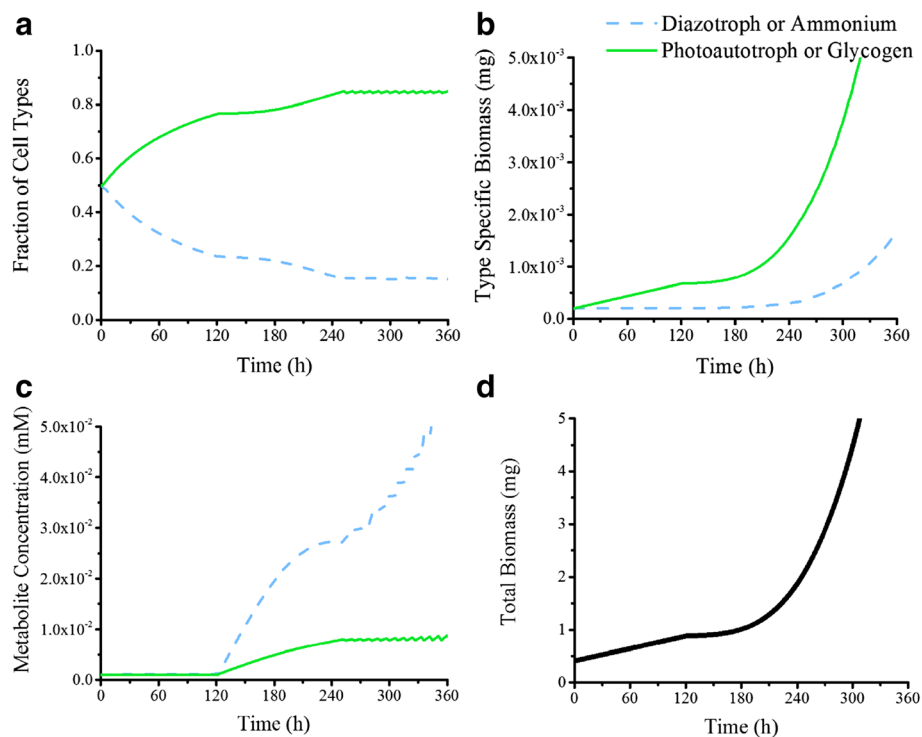 a
b
Diazotroph or Ammonium
Photoautotroph or Glycogen
1.0
0.8
0.6
0.4
0.2
0.0
Fraction of Cell Types
0 60 120 180 240 300 360
Time (h)
5.0x10-3
4.0x10-3
3.0x10-3
2.0x10-3
1.0x10-3
0.0
Type Specific Biomass (mg)
0 60 120 180 240 300 360
Time (h)
c
d
5.0x10-2
4.0x10-2
3.0x10-2
2.0x10-2
1.0x10-2
0.0
Metabolite Concentration (mM)
0 60 120 180 240 300 360
Time (h)
5
4
3
2
1
0
Total Biomass (mg)
0 60 120 180 240 300 360
Time (h)